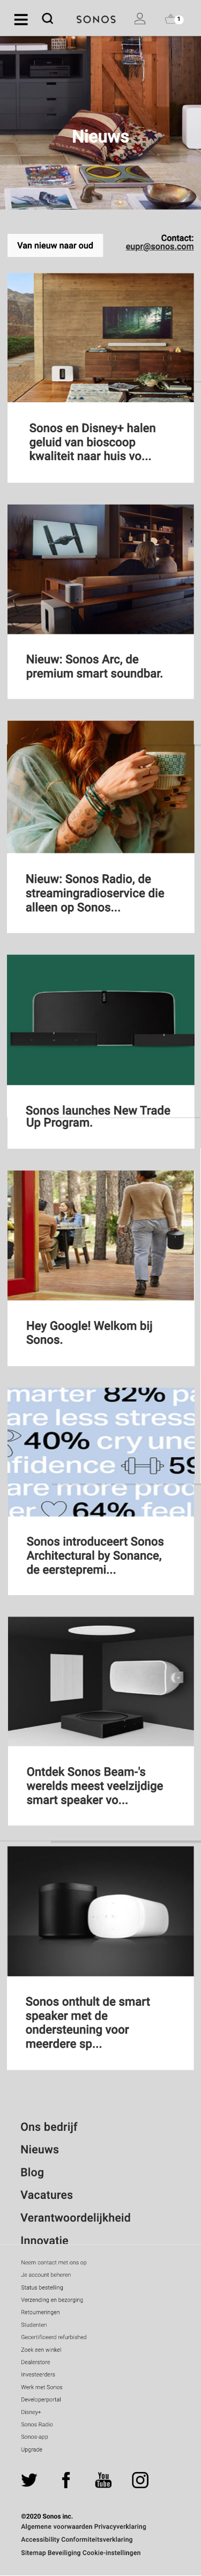 SONOS
1
Nieuws
Van nieuw naar oud
Contact:
eupr@sonos.com
Sonos en Disney+ halen
geluid van bioscoop
kwaliteit naar huis vo...
Nieuw: Sonos Arc, de
premium smart soundbar.
Nieuw: Sonos Radio, de
streamingradioservice die
alleen op Sonos...
Sonos launches New Trade
Up Program.
Hey Google! Welkom bij
Sonos.
marter 82% pa
are less stress
40% cry un
fidence 59
are more proc
64% feel
Sonos introduceert Sonos
Architectural by Sonance,
de eerstepremi...
Ontdek Sonos Beam-'s
werelds meest veelzijdige
smart speaker vo...
Sonos onthult de smart
speaker met de
ondersteuning voor
meerdere sp...
Ons bedrijf
Nieuws
Blog
Vacatures
Verantwoordelijkheid
Innovatie
Neem contact met ons op
Je account beheren
Status bestelling
Verzending en bezorging
Retourneringen
Studenten
Gecertificeerd refurbished
Zoek een winkel
Dealerstore
Investeerders
Werk met Sonos
Developerportal
Disney+
Sonos Radio
Sonos-app
Upgrade
You
Tube
©2020 Sonos inc.
Algemene voorwaarden Privacyverklaring
Accessibility Conformiteitsverklaring
Sitemap Beveiliging Cookie-instellingen